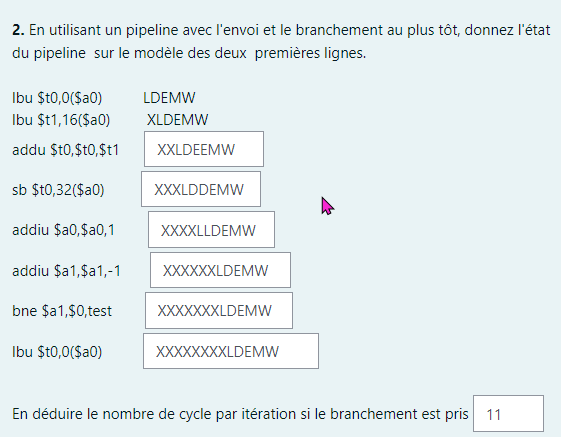 2. En utilisant un pipeline avec l'envoi et le branchement au plus tôt, donnez l'état
du pipeline sur le modèle des deux premières lignes.
lbu $t0,0($a0) LDEMW
lbu $t1,16($a0) XLDEMW
addu $t0,$t0,$t1 XXLDEEMW
sb $t0,32($a0) XXXLDDEMW
addiu $a0,$a0,1 XXXXLLDEMW
addiu $a1,$a1,-1 XXXXXXLDEMW
bne $a1,$0,test XXXXXXXLDEMW
lbu $t0,0($a0) XXXXXXXXLDEMW
En déduire le nombre de cycle par itération si le branchement est pris 11